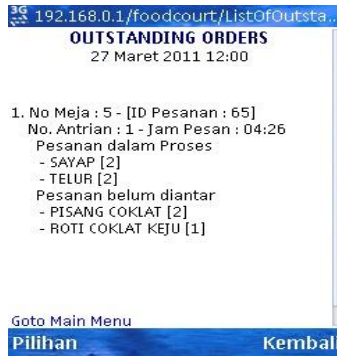 3G 192.168.0.1/foodcourt/ListOfOutsta..
OUTSTANDING ORDERS
27 Maret 2011 12:00
1. No Meja : 5 - [ID Pesanan : 65]
No. Antrian : 1 - Jam Pesan : 04:26
Pesanan dalam Proses
- SAYAP [2]
- TELUR [2]
Pesanan belum diantar
- PISANG COKLAT [2]
- ROTI COKLAT KEJU [1]
Goto Main Menu
Pilihan Kembali